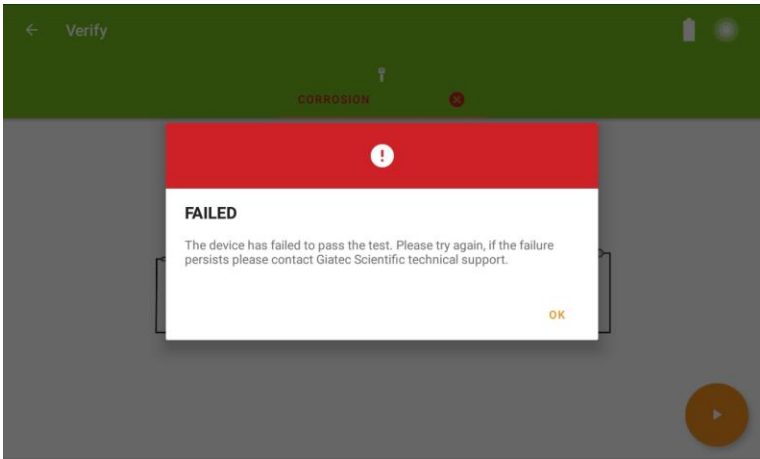 Verify
CORROSION
FAILED
The device has failed to pass the test. Please try again, if the failure
persists please contact Giatec Scientific technical support.
OK